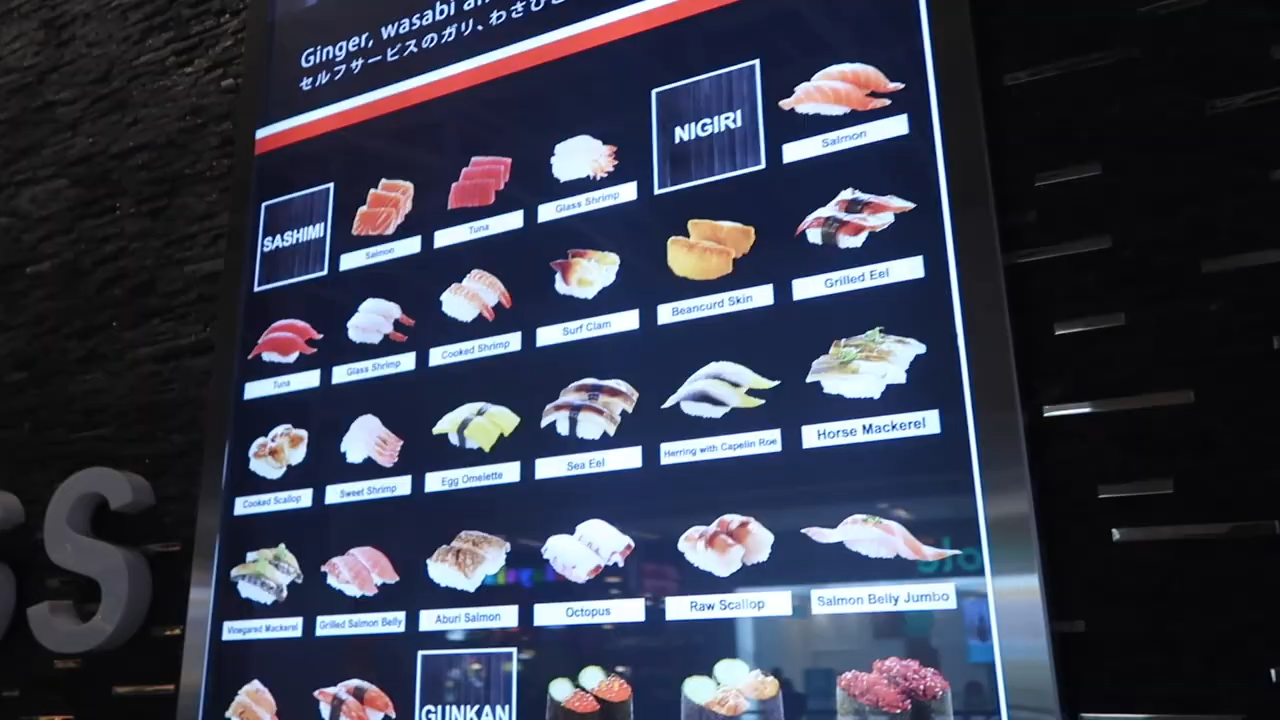 Ginger, wasabi an
セルフサービスのガリ、わさびと
SASHIMI
Salmon
Tuna
Glass Shrimp
NIGIRI
Salmon
Tuna
Glass Shrimp
Cooked Shrimp
Surf Clam
Beancurd Skin
Grilled Eel
Cooked Scallop
Sweet Shrimp
Egg Omelette
Sea Eel
Herring with Capelin Roe
Horse Mackerel
Vinegared Mackerel
Grilled Salmon Belly
Aburi Salmon
Octopus
Raw Scallop
Salmon Belly Jumbo
GUNKAN
SS